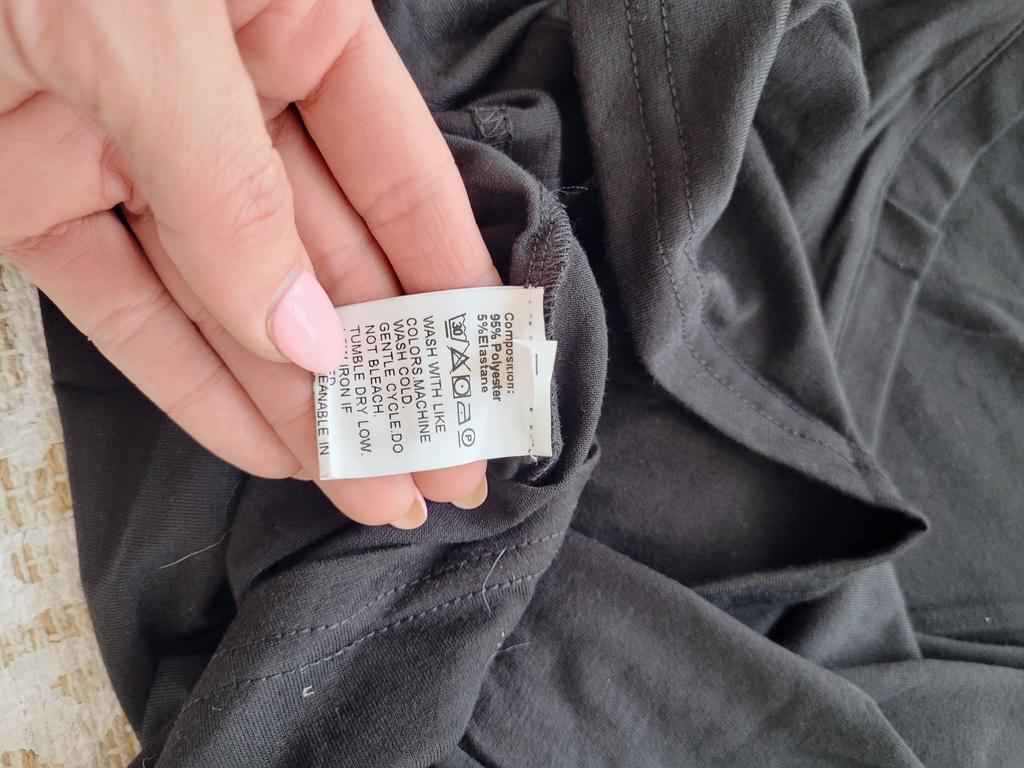 Composition:
95% Polyester
5%Elastane
30 P
WASH WITH LIKE
COLORS.MACHINE
WASH COLD
GENTLE CYCLE.DO
NOT BLEACH.
TUMBLE DRY LOW.
IRON IF